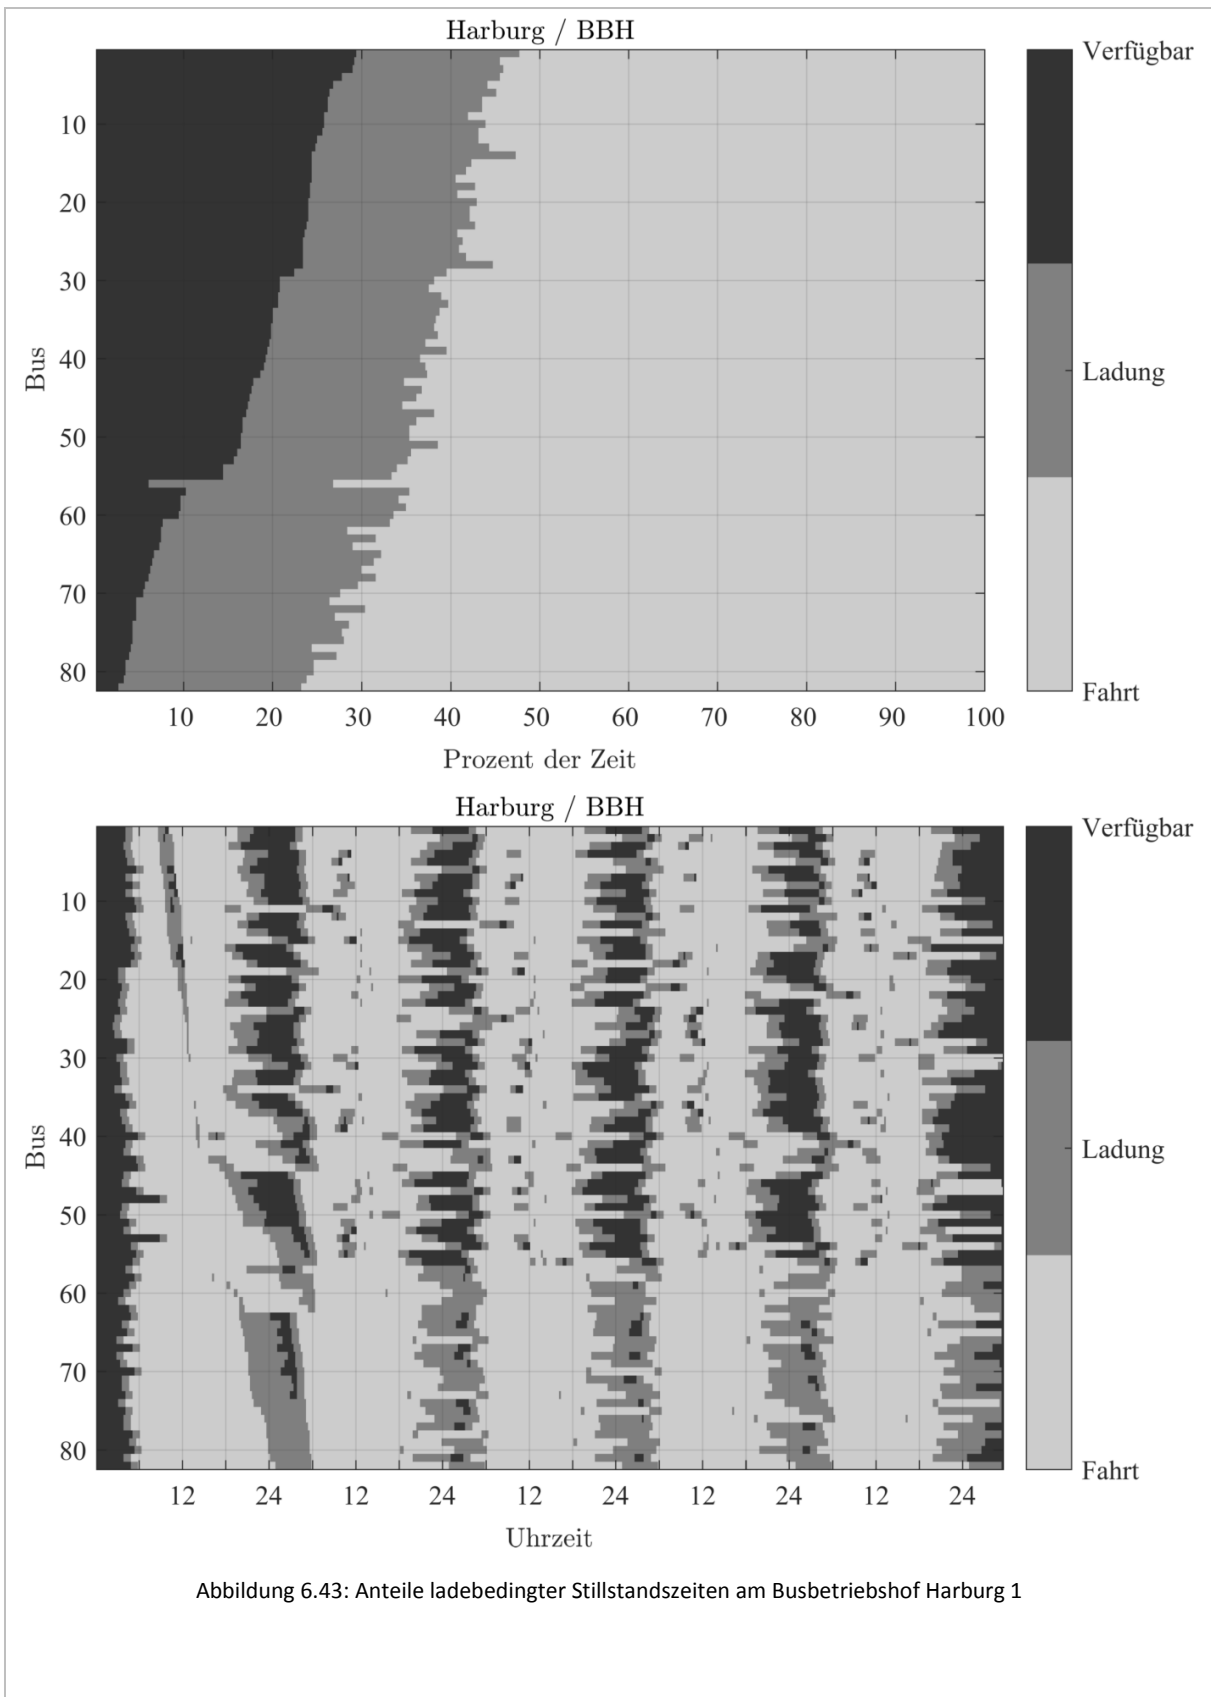 Harburg / BBH
Verfügbar
Ladung
Fahrt
Bus
10
20
30
40
50
60
70
80
10 20 30 40 50 60 70 80 90 100
Prozent der Zeit
Harburg / BBH
Verfügbar
Ladung
Fahrt
Bus
10
20
30
40
50
60
70
80
12 24 12 24 12 24 12 24 12 24
Uhrzeit
Abbildung 6.43: Anteile ladebedingter Stillstandszeiten am Busbetriebshof Harburg 1